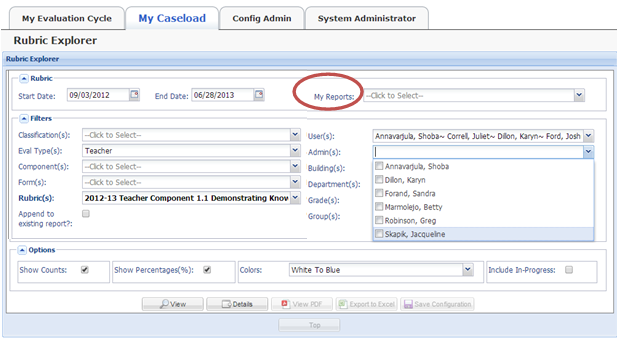 My Evaluation Cycle My Caseload Config Admin System Administrator
Rubric Explorer
Rubric Explorer
Rubric
Start Date: 09/03/2012 End Date: 06/28/2013 My Reports: --Click to Select--
Filters
Classification(s): --Click to Select-- User(s): Annavarjula, Shoba~ Correll, Juliet~ Dillon, Karyn~ Ford, Josh
Eval Type(s): Teacher Admin(s):
Component(s): --Click to Select-- Building(s): Annavarjula, Shoba
Form(s): --Click to Select-- Department(s): Dillon, Karyn
Forand, Sandra
Rubric(s): 2012-13 Teacher Component 1.1 Demonstrating Know Grade(s): Marmolejo, Betty
Append to existing report?: Group(s): Robinson, Greg
Skapik, Jacqueline
Options
Show Counts: Show Percentages(%): Colors: White To Blue Include In-Progress:
View Details View PDF Export to Excel Save Configuration
Top